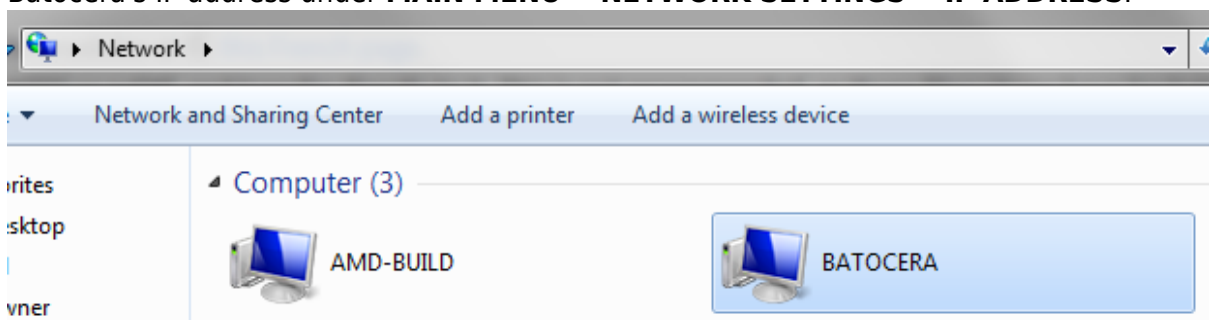 Network
Network and Sharing Center Add a printer Add a wireless device
Computer (3)
AMD-BUILD BATOCERA